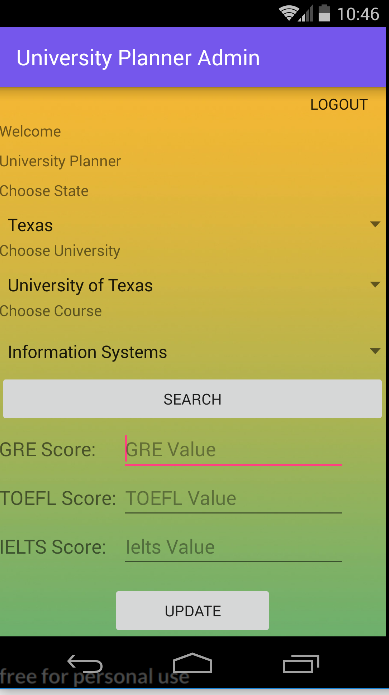 10:46
University Planner Admin
LOGOUT
Welcome
University Planner
Choose State
Texas
Choose University
University of Texas
Choose Course
Information Systems
SEARCH
GRE Score: GRE Value
TOEFL Score: TOEFL Value
IELTS Score: Ielts Value
UPDATE
free for personal use